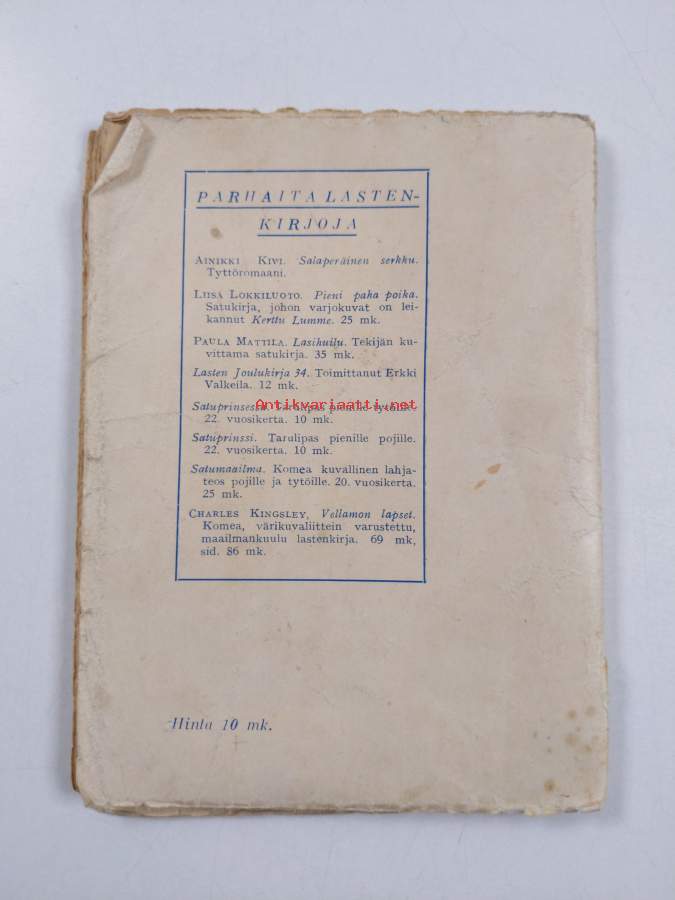 PARHAITA LASTEN-
KIRJOJA
AINIKKI KIVI. Salaperäinen serkku.
Tyttöromaani.
LIISA LOKKILUOTO. Pieni paha poika.
Satukirja, johon varjokuvat on lei-
kannut Kerttu Lumme. 25 mk.
PAULA MATTILA. Lasihuilu. Tekijän ku-
vittama satukirja. 35 mk.
Lasten Joulukirja 34. Toimittanut Erkki
Valkeila. 12 mk.
Satuprinsessa. Tarulipas pienille tytöille.
Antikvariaatti.net
22. vuosikerta. 10 mk.
Satuprinssi. Tarulipas pienille pojille.
22. vuosikerta. 10 mk.
Satumaailma. Komea kuvallinen lahja-
teos pojille ja tytöille. 20. vuosikerta.
25 mk.
CHARLES KINGSLEY, Vellamon lapset.
Komea, värikuvaliittein varustettu,
maailmankuulu lastenkirja. 69 mk,
sid. 86 mk.
Hinta 10 mk.